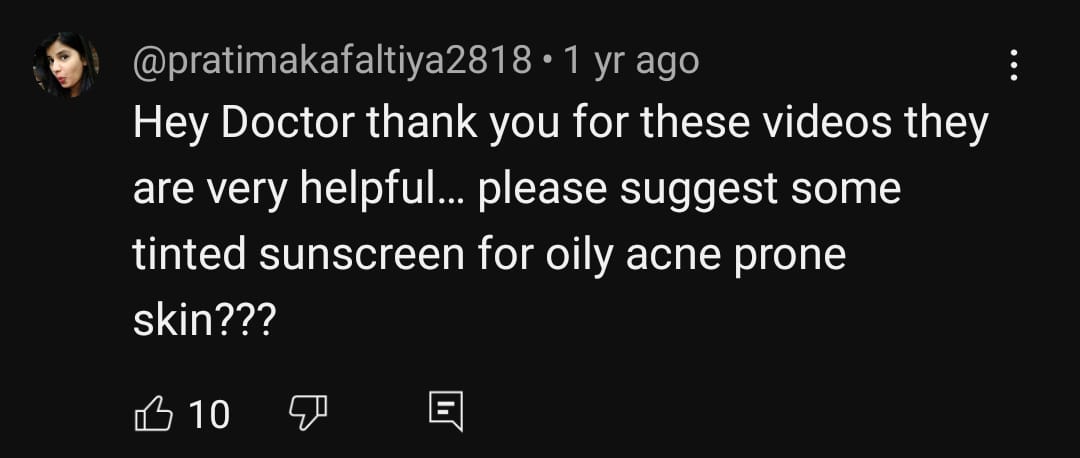 @pratimakafaltiya2818 • 1 yr ago
Hey Doctor thank you for these videos they
are very helpful... please suggest some
tinted sunscreen for oily acne prone
skin???
10